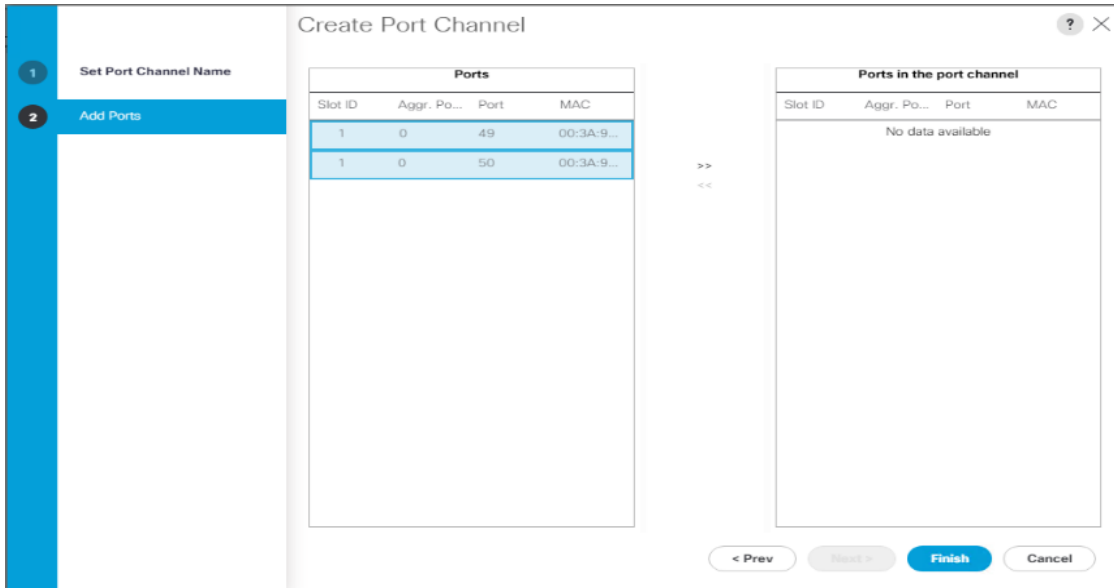 Create Port Channel
?
1 Set Port Channel Name
2 Add Ports
Ports
Slot ID Aggr. Po... Port MAC
1 0 49 00:3A:9...
1 0 50 00:3A:9...
>>
<<
Ports in the port channel
Slot ID Aggr. Po... Port MAC
No data available
< Prev Next > Finish Cancel